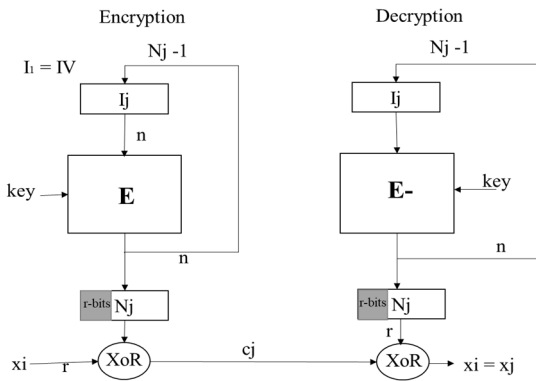 Encryption
Decryption
I₁ = IV
Nj -1
Nj -1
Ij
Ij
n
key
E
E-
key
n
n
r-bits Nj
r-bits Nj
r
xi
r
XoR
cj
XoR
xi = xj